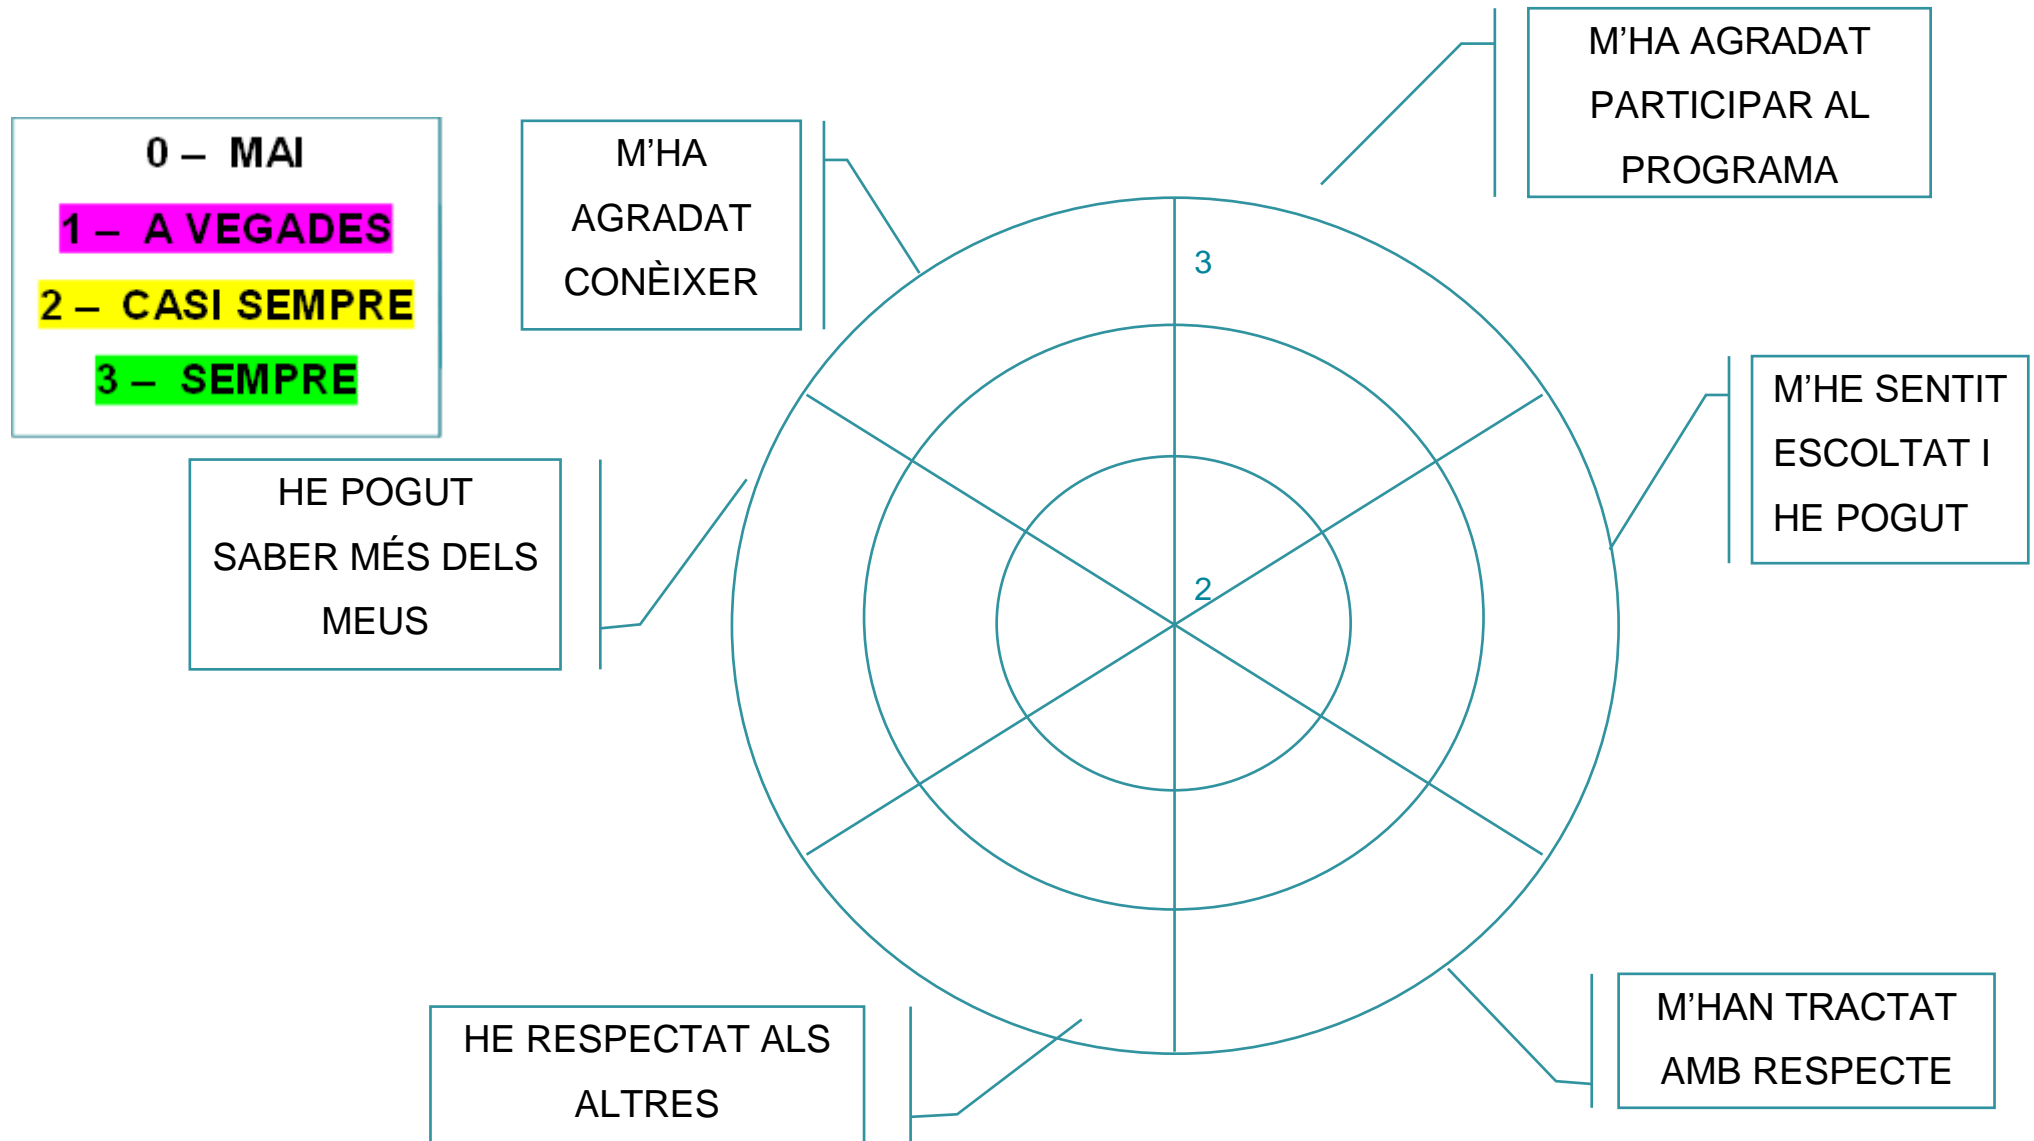 0 – MAI
1 – A VEGADES
2 – CASI SEMPRE
3 – SEMPRE
M'HA
AGRADAT
CONÈIXER
M'HA AGRADAT
PARTICIPAR AL
PROGRAMA
3
M'HE SENTIT
ESCOLTAT I
HE POGUT
HE POGUT
SABER MÉS DELS
MEUS
2
M'HAN TRACTAT
AMB RESPECTE
HE RESPECTAT ALS
ALTRES